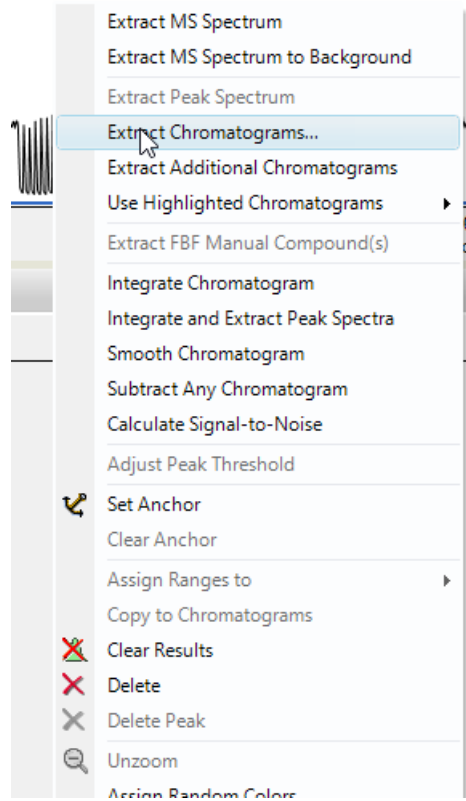 Extract MS Spectrum
Extract MS Spectrum to Background
Extract Peak Spectrum
Extract Chromatograms...
Extract Additional Chromatograms
Use Highlighted Chromatograms
Extract FBF Manual Compound(s)
Integrate Chromatogram
Integrate and Extract Peak Spectra
Smooth Chromatogram
Subtract Any Chromatogram
Calculate Signal-to-Noise
Adjust Peak Threshold
Set Anchor
Clear Anchor
Assign Ranges to
Copy to Chromatograms
Clear Results
Delete
Delete Peak
Unzoom
Assign Random Colors